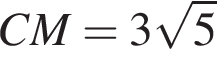 CM = 3√5